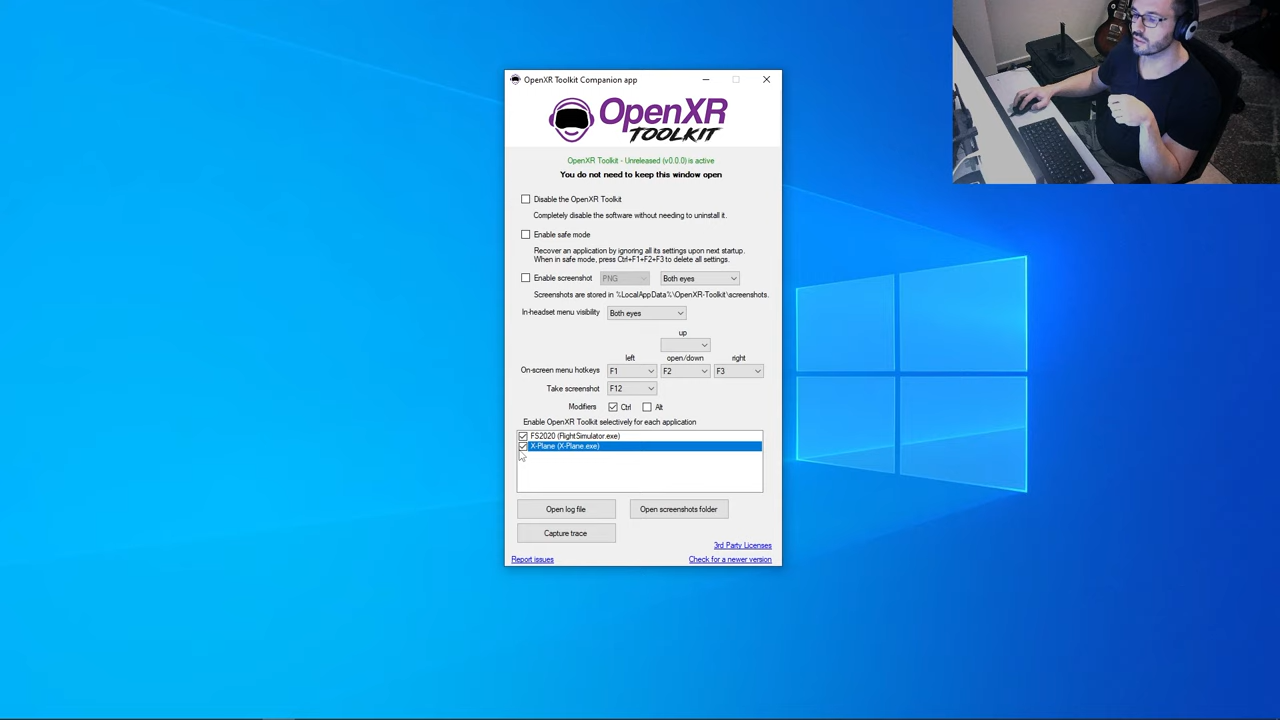 OpenXR Toolkit Companion app
OpenXR
TOOLKIT
OpenXR Toolkit - Unreleased (v0.0.0) is active
You do not need to keep this window open
Disable the OpenXR Toolkit
Completely disable the software without needing to uninstall it.
Enable safe mode
Recover an application by ignoring all its settings upon next startup.
When in safe mode, press Ctrl+F1+F2+F3 to delete all settings.
Enable screenshot PNG Both eyes
Screenshots are stored in %LocalAppData%\OpenXR-Toolkit\screenshots.
In-headset menu visibility Both eyes
up
left open/down right
On-screen menu hotkeys F1 F2 F3
Take screenshot F12
Modifiers Ctrl Alt
Enable OpenXR Toolkit selectively for each application
FS2020 (FlightSimulator.exe)
X-Plane (X-Plane.exe)
Open log file Open screenshots folder
Capture trace
3rd Party Licenses
Report issues Check for a newer version